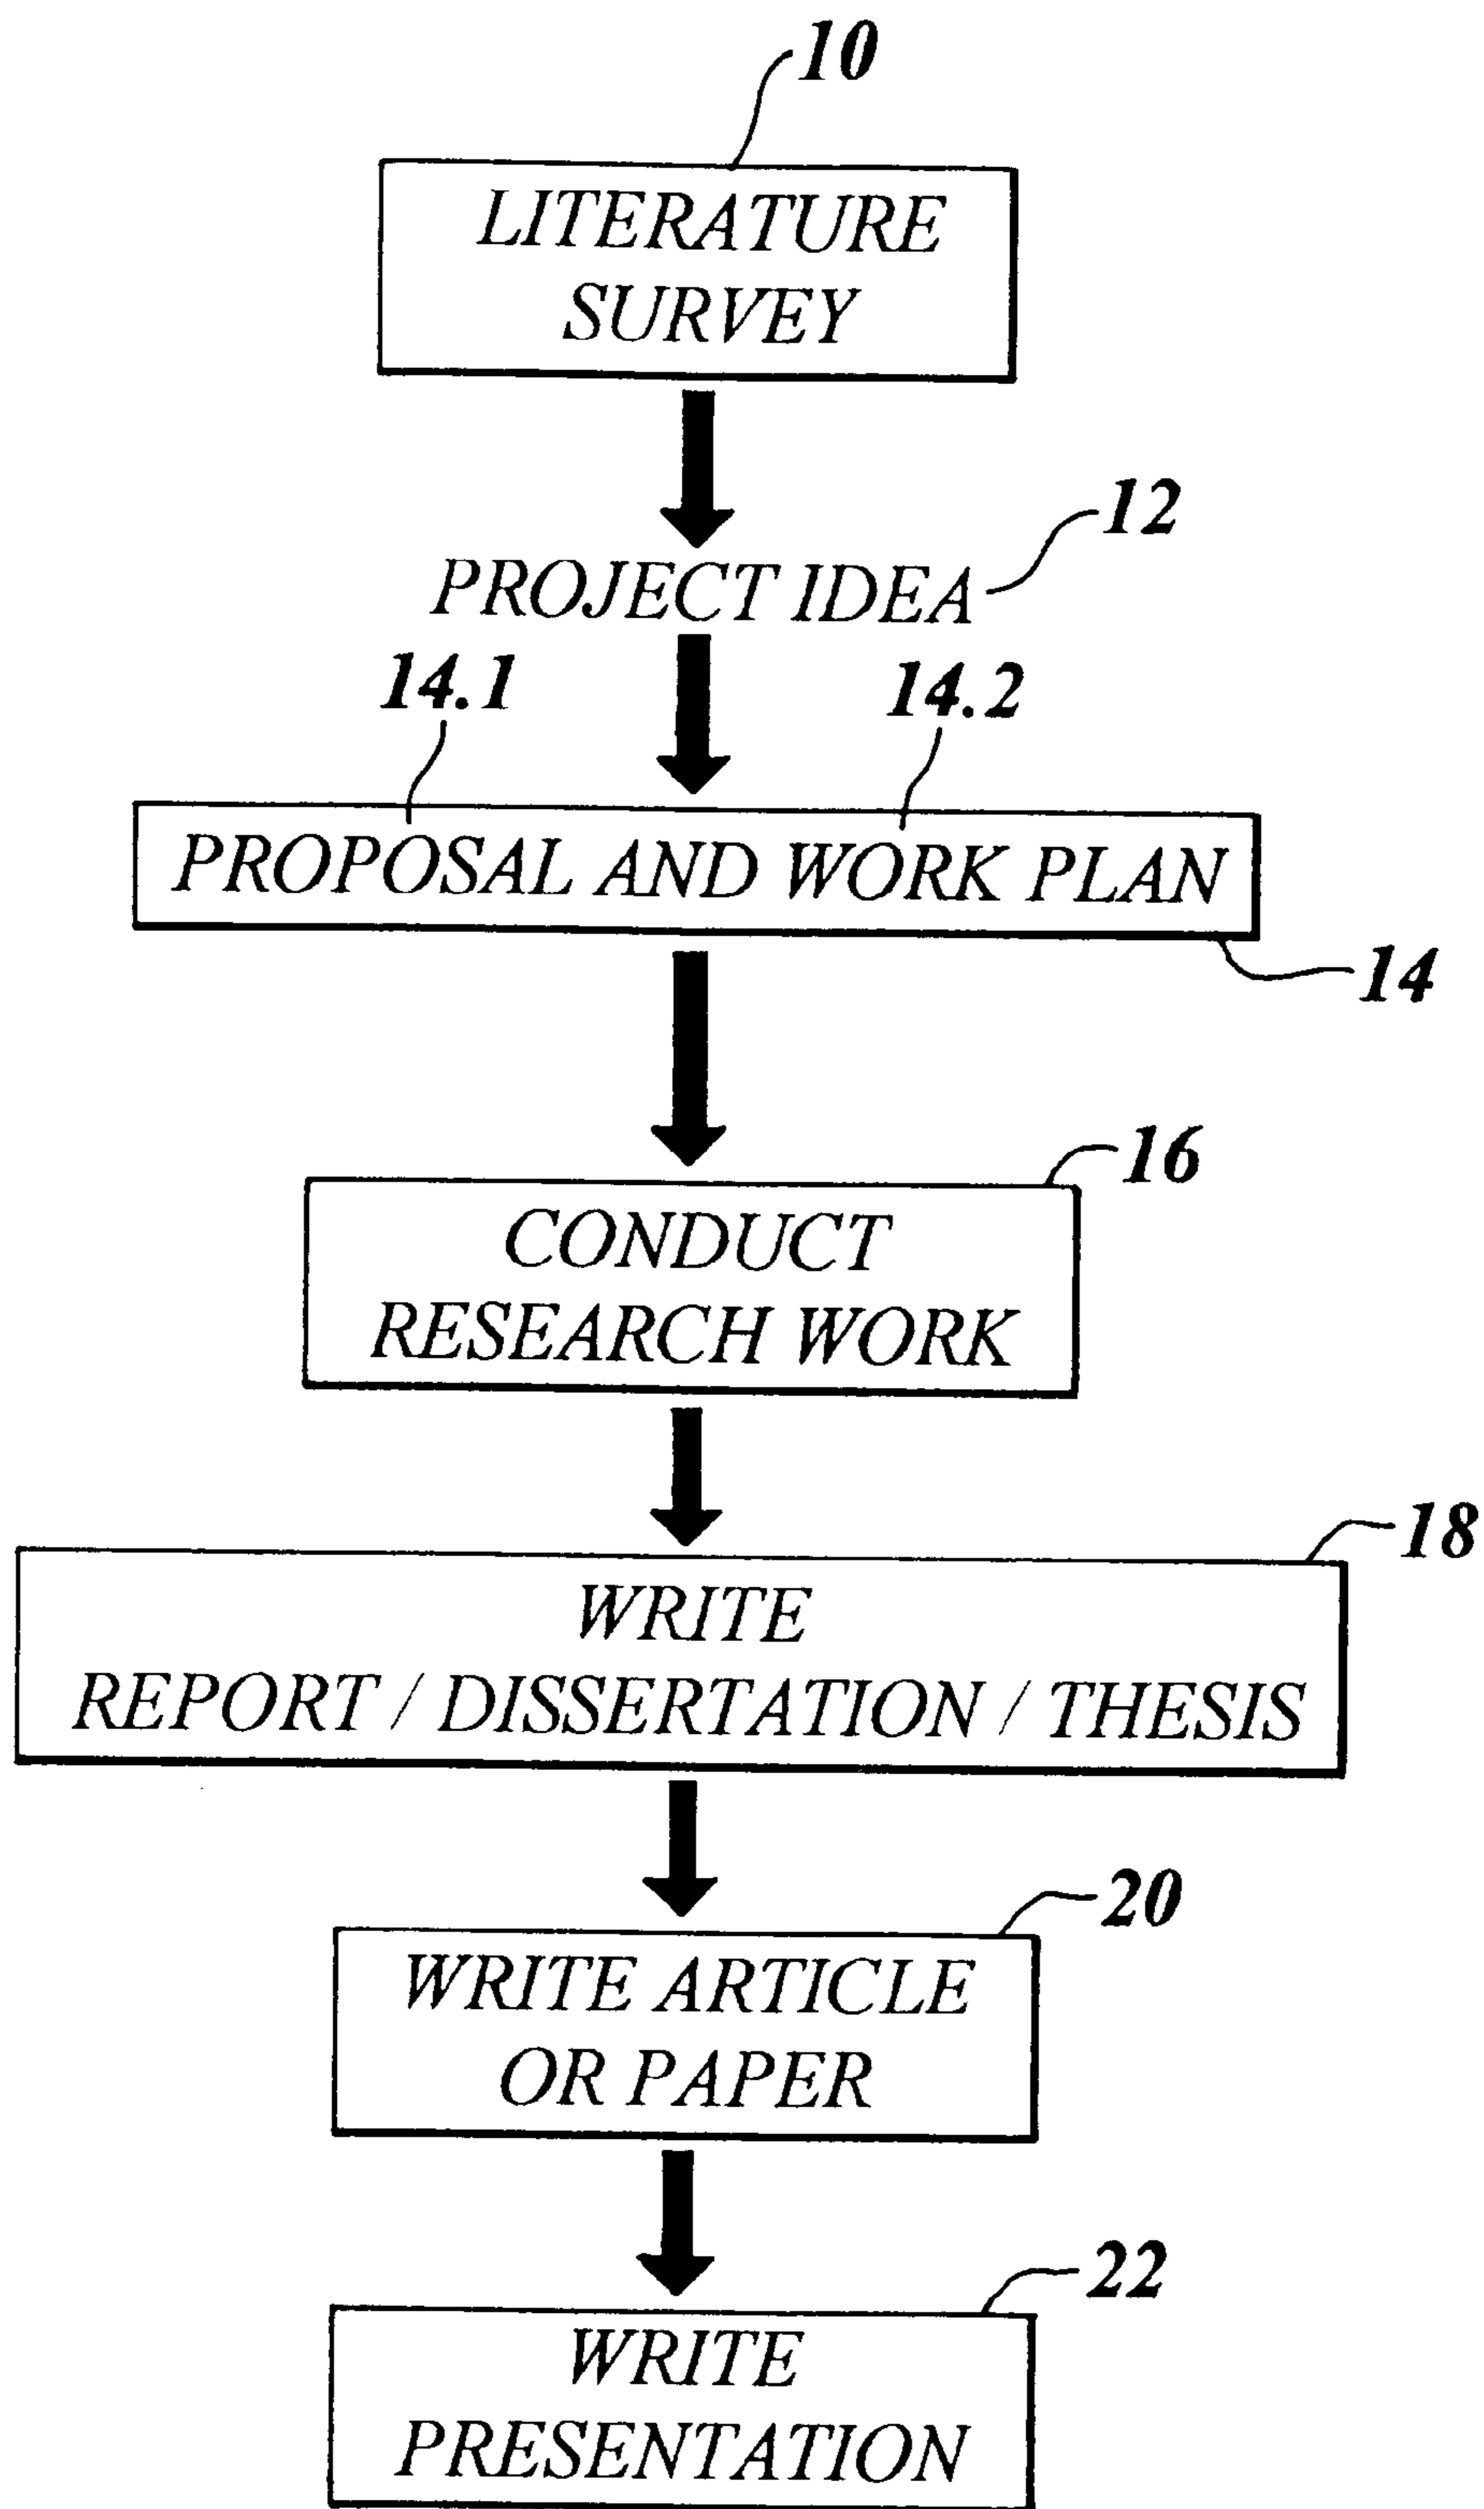 10
LITERATURE
SURVEY
12
PROJECT IDEA
14.1 14.2
PROPOSAL AND WORK PLAN
14
16
CONDUCT
RESEARCH WORK
18
WRITE
REPORT / DISSERTATION / THESIS
20
WRITE ARTICLE
OR PAPER
22
WRITE
PRESENTATION